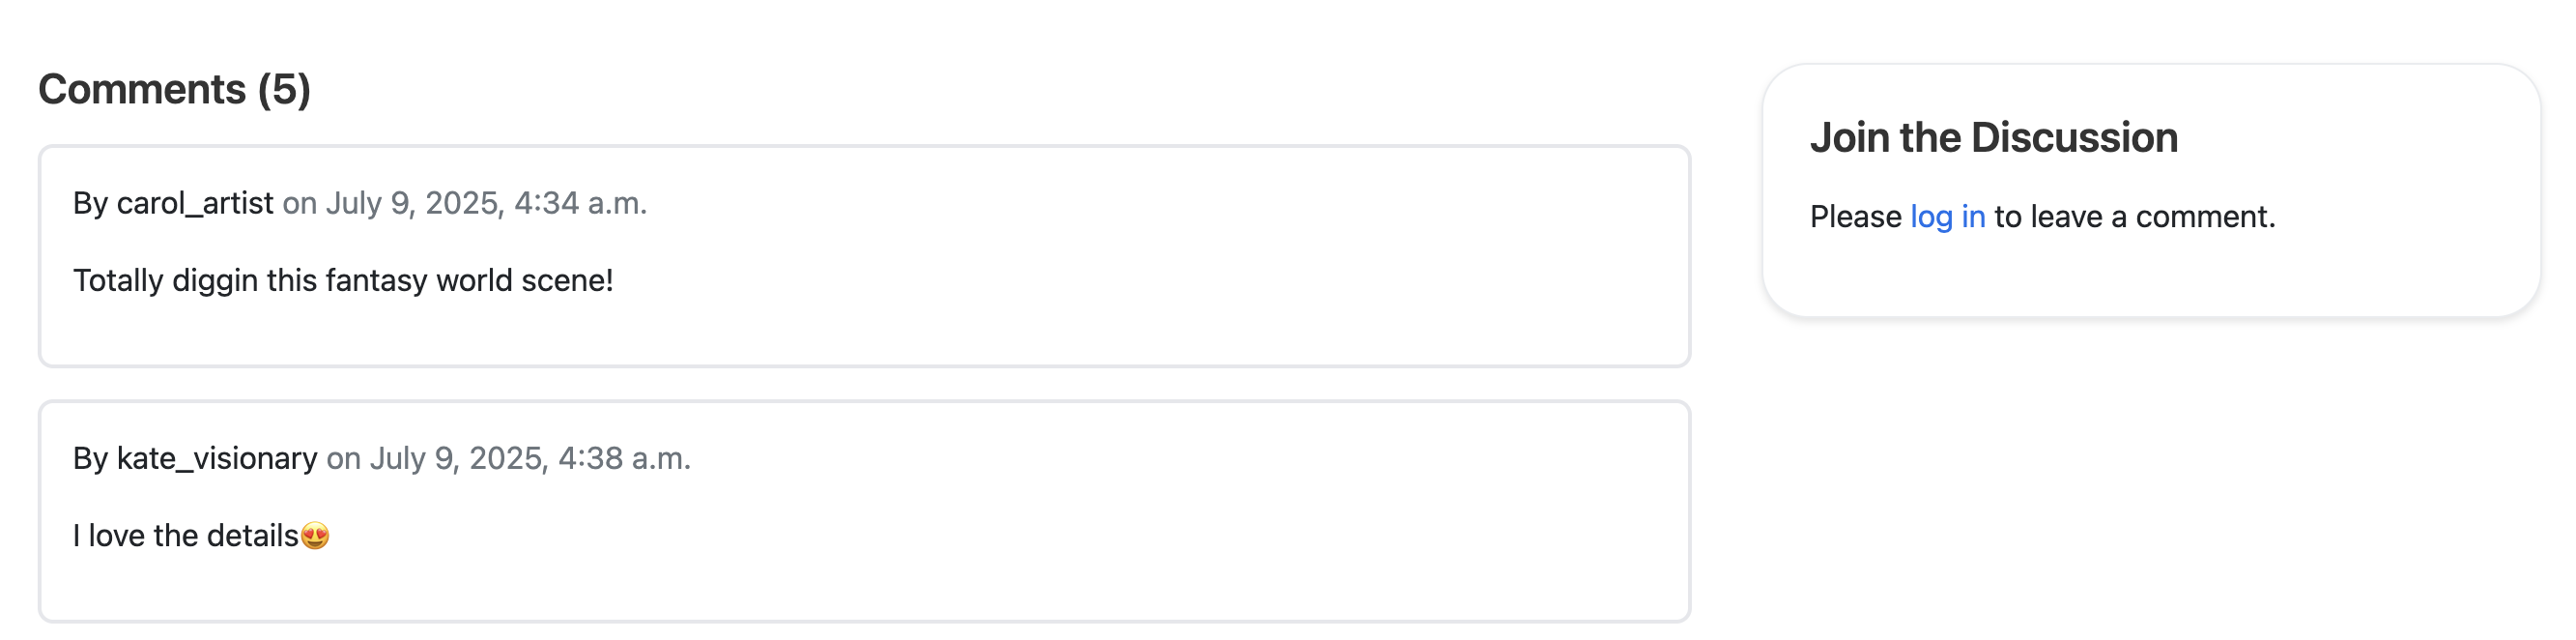 Comments (5)
By carol_artist on July 9, 2025, 4:34 a.m.
Totally diggin this fantasy world scene!
By kate_visionary on July 9, 2025, 4:38 a.m.
I love the details😍
Join the Discussion
Please log in to leave a comment.